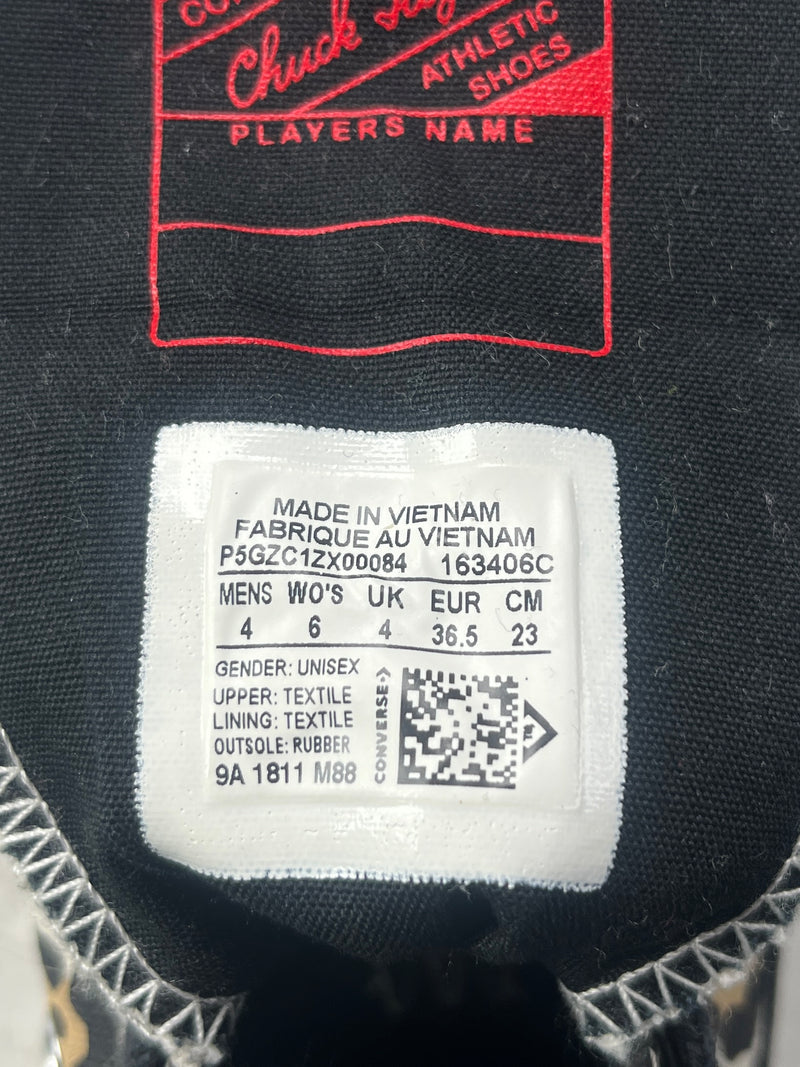 Chuck
ATHLETIC
SHOES
PLAYERS NAME
MADE IN VIETNAM
FABRIQUE AU VIETNAM
P5GZC1ZX00084 163406C
MENS WO'S UK EUR CM
4 6 4 36.5 23
GENDER: UNISEX
UPPER: TEXTILE
LINING: TEXTILE
OUTSOLE: RUBBER
9A 1811 M88
CONVERSE